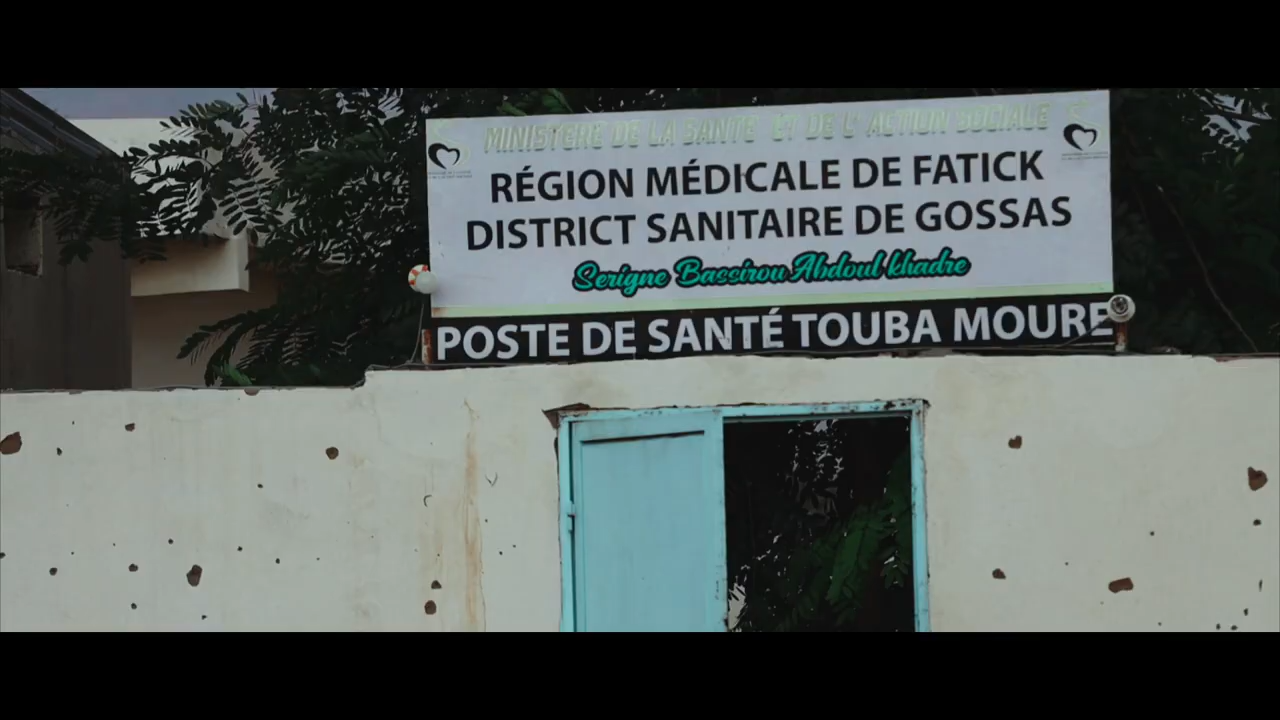 MINISTERE DE LA SANTE ET DE L' ACTION SOCIALE
RÉGION MÉDICALE DE FATICK
DISTRICT SANITAIRE DE GOSSAS
Serigne Bassirou Abdoul khadre
POSTE DE SANTÉ TOUBA MOURE